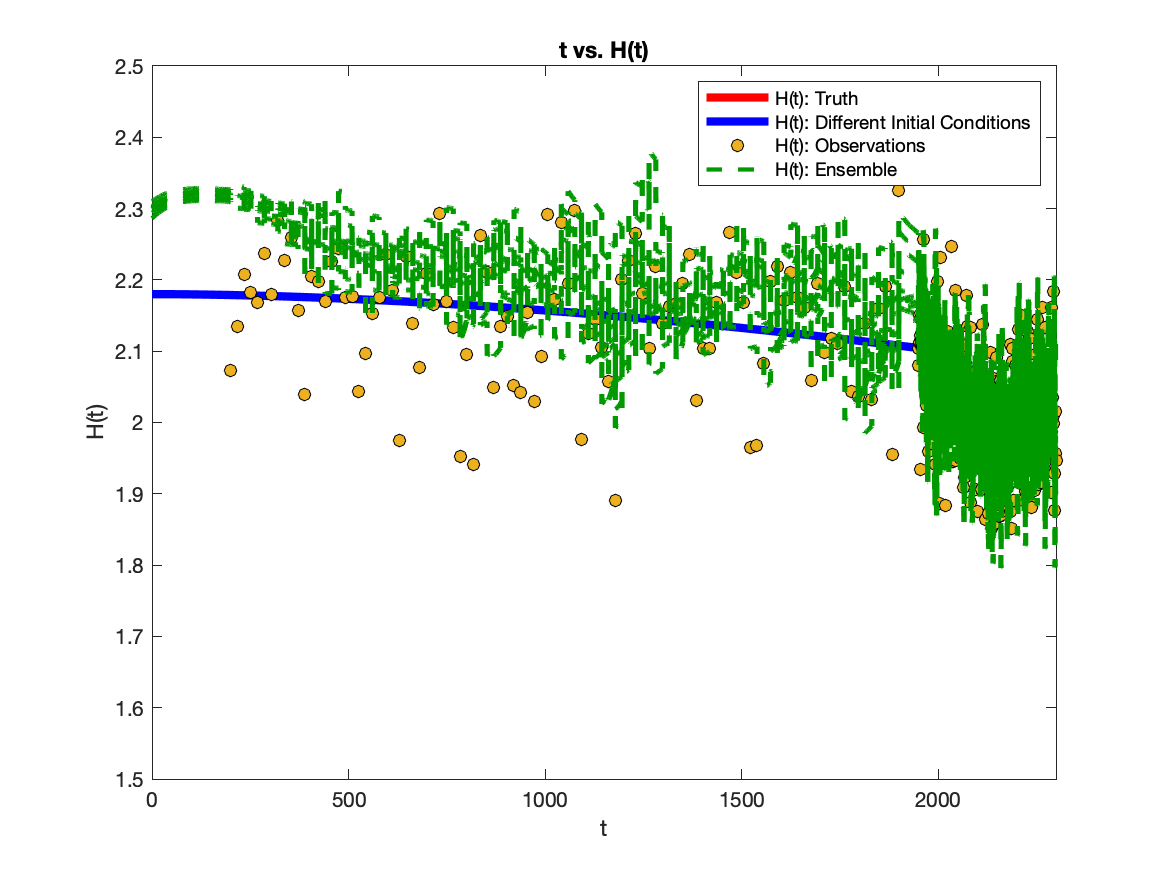 t vs. H(t)
H(t): Truth
H(t): Different Initial Conditions
H(t): Observations
H(t): Ensemble
H(t)
2.5
2.4
2.3
2.2
2.1
2
1.9
1.8
1.7
1.6
1.5
0 500 1000 1500 2000
t